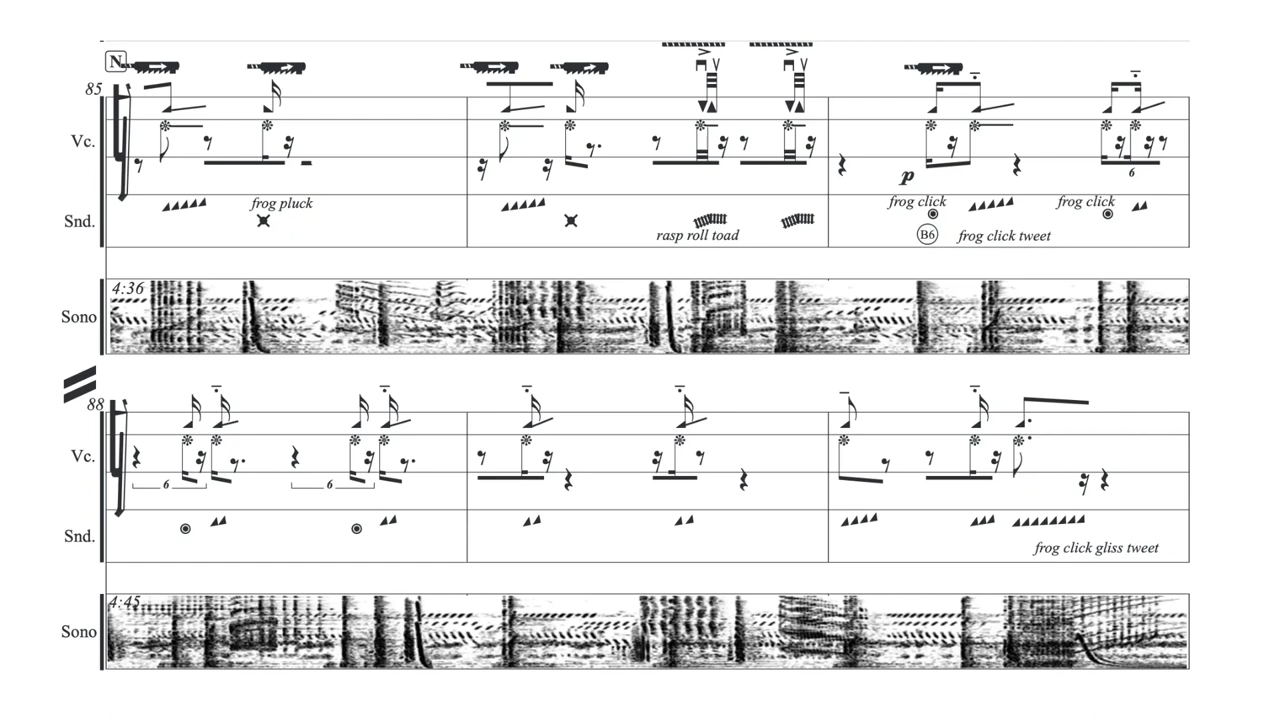 N
85
Vc.
p
6
Snd.
frog pluck
rasp roll toad
frog click
B6
frog click tweet
frog click
4:36
Sono
88
Vc.
6
6
Snd.
frog click gliss tweet
4:45
Sono